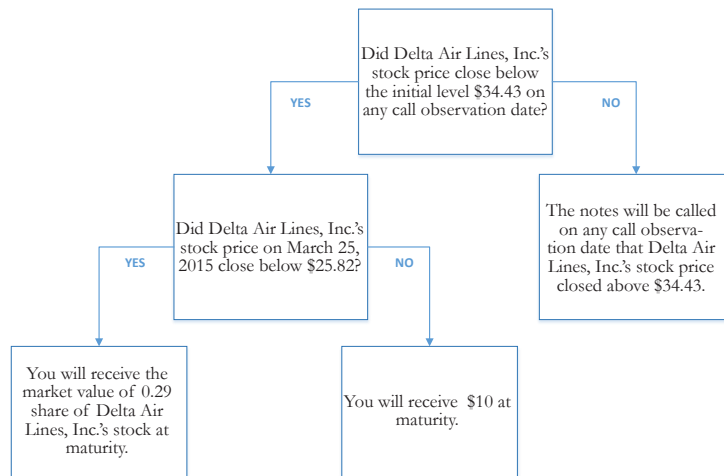 Did Delta Air Lines, Inc.'s
stock price close below
the initial level $34.43 on
any call observation date?
YES
NO
Did Delta Air Lines, Inc.'s
stock price on March 25,
2015 close below $25.82?
The notes will be called
on any call observa-
tion date that Delta Air
Lines, Inc.'s stock price
closed above $34.43.
YES
NO
You will receive the
market value of 0.29
share of Delta Air
Lines, Inc.'s stock at
maturity.
You will receive $10 at
maturity.